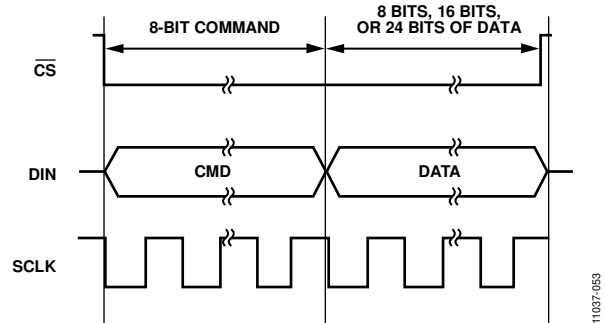 8-BIT COMMAND
8 BITS, 16 BITS,
OR 24 BITS OF DATA
CS
DIN
CMD
DATA
SCLK
11037-053